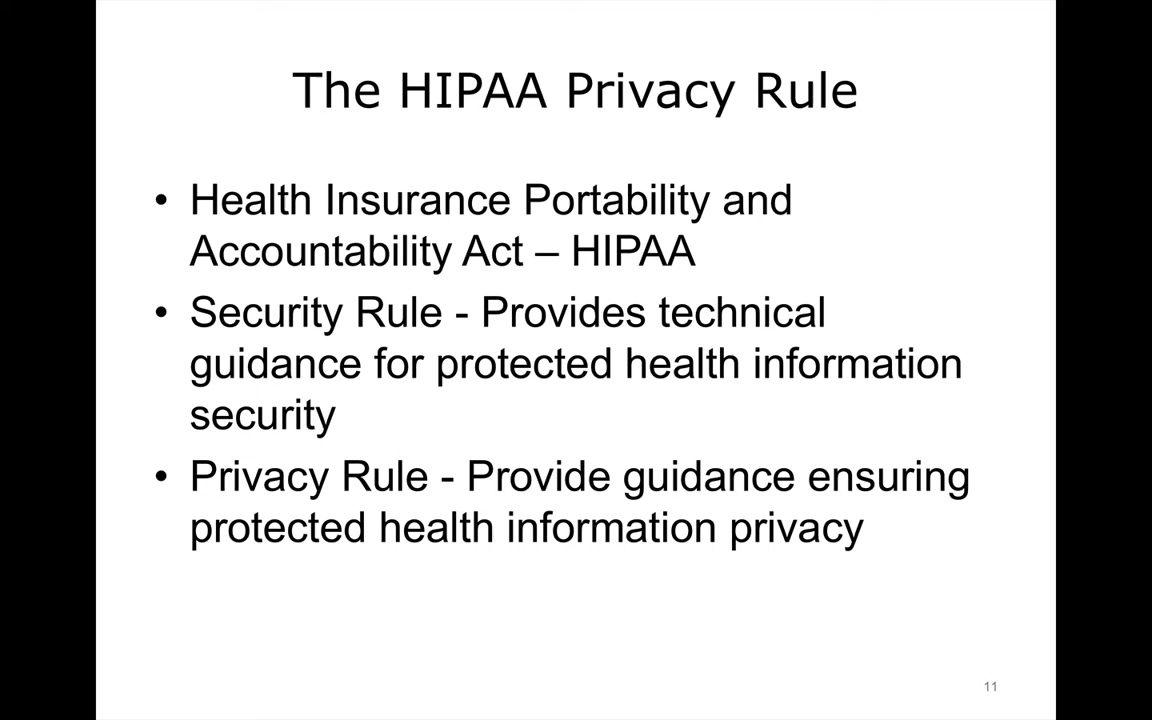 The HIPAA Privacy Rule
• Health Insurance Portability and
Accountability Act – HIPAA
• Security Rule - Provides technical
guidance for protected health information
security
• Privacy Rule - Provide guidance ensuring
protected health information privacy
11